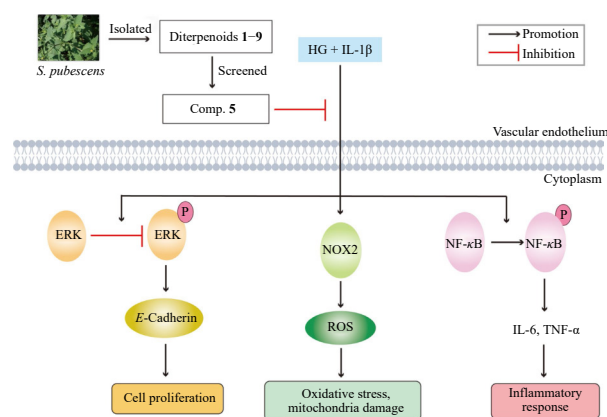 Isolated
Diterpenoids 1−9
HG + IL-1β
Promotion
Inhibition
S. pubescens
Screened
Comp. 5
Vascular endothelium
Cytoplasm
P
P
ERK
ERK
NOX2
NF-κB
NF-κB
E-Cadherin
ROS
IL-6, TNF-α
Cell proliferation
Oxidative stress,
mitochondria damage
Inflammatory
response